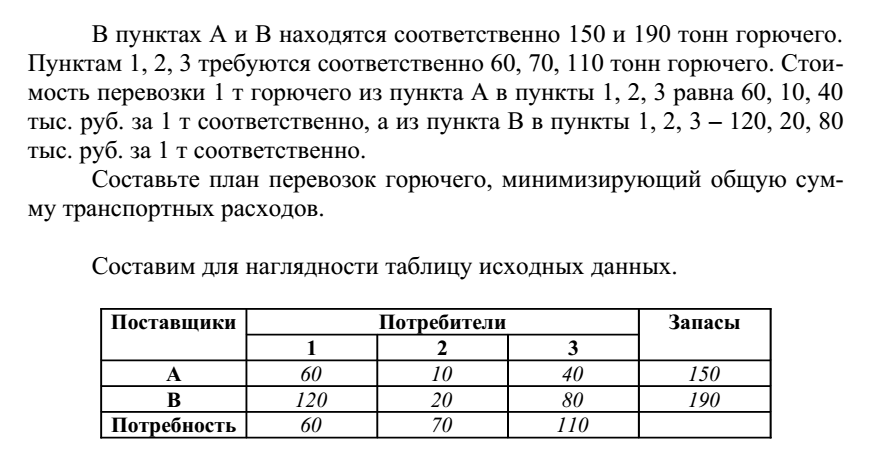 В пунктах А и В находятся соответственно 150 и 190 тонн горючего.
Пунктам 1, 2, 3 требуются соответственно 60, 70, 110 тонн горючего. Стои-
мость перевозки 1 т горючего из пункта А в пункты 1, 2, 3 равна 60, 10, 40
тыс. руб. за 1 т соответственно, а из пункта В в пункты 1, 2, 3 – 120, 20, 80
тыс. руб. за 1 т соответственно.
Составьте план перевозок горючего, минимизирующий общую сум-
му транспортных расходов.
Составим для наглядности таблицу исходных данных.
Поставщики Потребители Запасы
1 2 3
А 60 10 40 150
В 120 20 80 190
Потребность 60 70 110